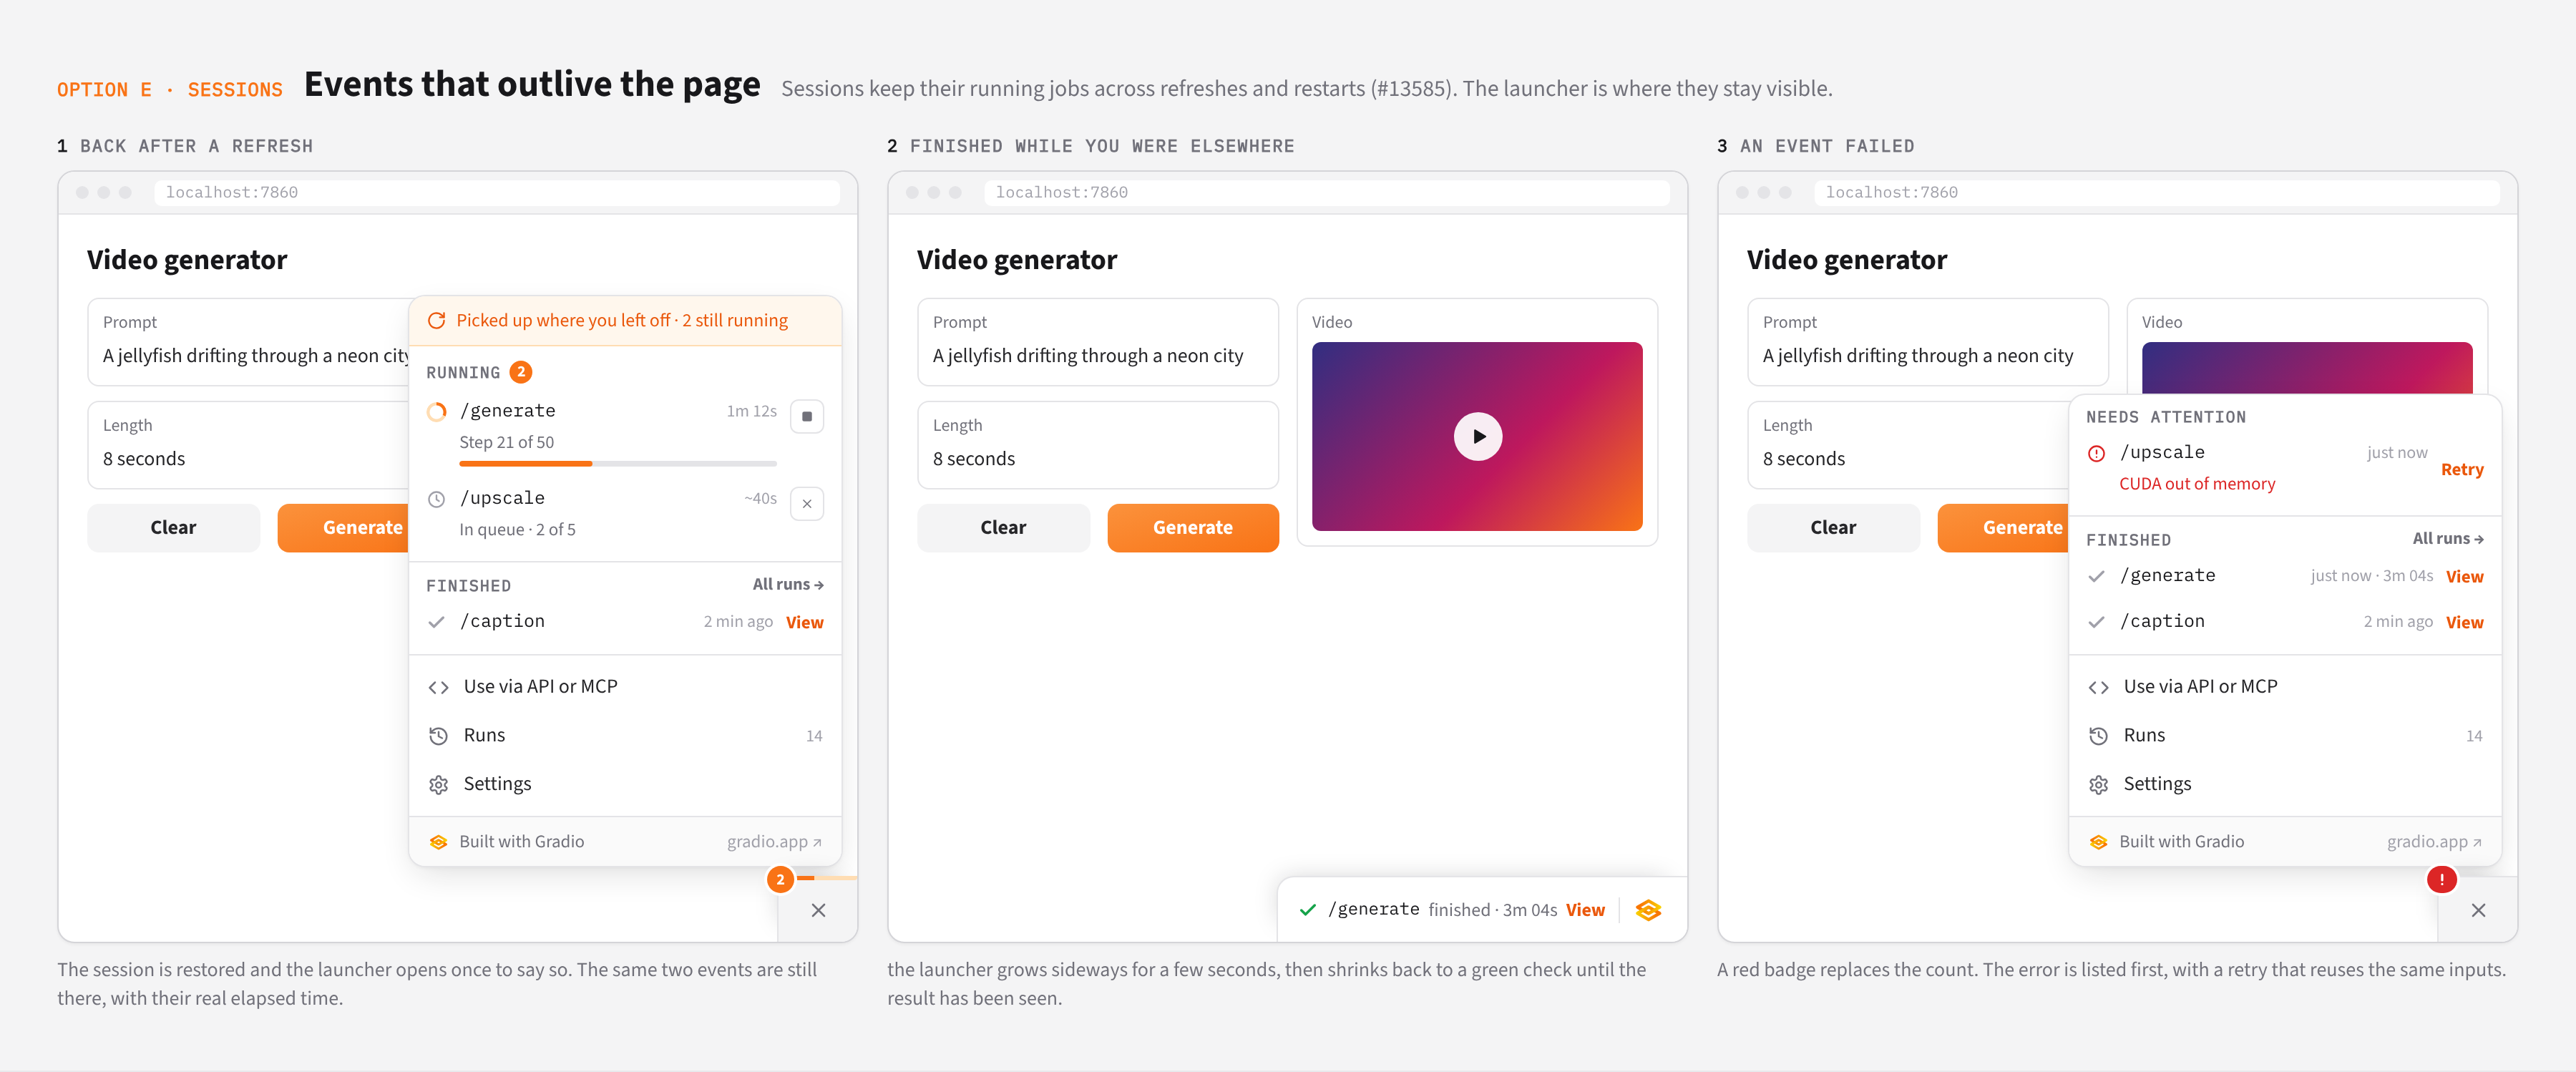 OPTION E · SESSIONS Events that outlive the page Sessions keep their running jobs across refreshes and restarts (#13585). The launcher is where they stay visible.
1 BACK AFTER A REFRESH
localhost:7860
Video generator
Prompt
A jellyfish drifting through a neon city
Length
8 seconds
Clear
Generate
Picked up where you left off · 2 still running
RUNNING 2
/generate 1m 12s
Step 21 of 50
/upscale ~40s
In queue · 2 of 5
FINISHED All runs →
/caption 2 min ago View
Use via API or MCP
Runs 14
Settings
Built with Gradio gradio.app ↗
2
The session is restored and the launcher opens once to say so. The same two events are still
there, with their real elapsed time.
2 FINISHED WHILE YOU WERE ELSEWHERE
localhost:7860
Video generator
Prompt
A jellyfish drifting through a neon city
Length
8 seconds
Clear
Generate
Video
/generate finished · 3m 04s View
the launcher grows sideways for a few seconds, then shrinks back to a green check until the
result has been seen.
3 AN EVENT FAILED
localhost:7860
Video generator
Prompt
A jellyfish drifting through a neon city
Length
8 seconds
Clear
Generate
Video
NEEDS ATTENTION
/upscale just now
CUDA out of memory
Retry
FINISHED All runs →
/generate just now · 3m 04s View
/caption 2 min ago View
Use via API or MCP
Runs 14
Settings
Built with Gradio gradio.app ↗
!
A red badge replaces the count. The error is listed first, with a retry that reuses the same inputs.